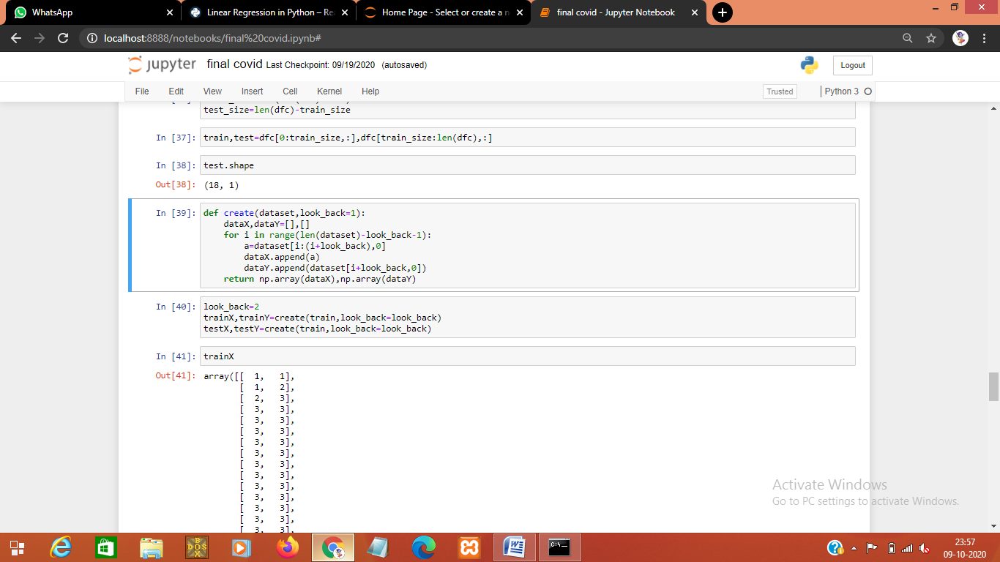 WhatsApp
Linear Regression in Python – Re
Home Page - Select or create a n
final covid - Jupyter Notebook
localhost:8888/notebooks/final%20covid.ipynb#
jupyter final covid Last Checkpoint: 09/19/2020 (autosaved)
Logout
File Edit View Insert Cell Kernel Help
Trusted
Python 3
test_size=len(dfc)-train_size
In [37]: train,test=dfc[0:train_size,:],dfc[train_size:len(dfc),:]
In [38]: test.shape
Out[38]: (18, 1)
In [39]: def create(dataset,look_back=1):
dataX,dataY=[],[]
for i in range(len(dataset)-look_back-1):
a=dataset[i:(i+look_back),0]
dataX.append(a)
dataY.append(dataset[i+look_back,0])
return np.array(dataX),np.array(dataY)
In [40]: look_back=2
trainX,trainY=create(train,look_back=look_back)
testX,testY=create(train,look_back=look_back)
In [41]: trainX
Out[41]: array([[ 1, 1],
[ 1, 2],
[ 2, 3],
[ 3, 3],
[ 3, 3],
[ 3, 3],
[ 3, 3],
[ 3, 3],
[ 3, 3],
[ 3, 3],
[ 3, 3],
[ 3, 3],
[ 3, 3],
[ 3, 3],
[ 3, 3],
Activate Windows
Go to PC settings to activate Windows.
DOS BOX
C:\_
23:57
09-10-2020